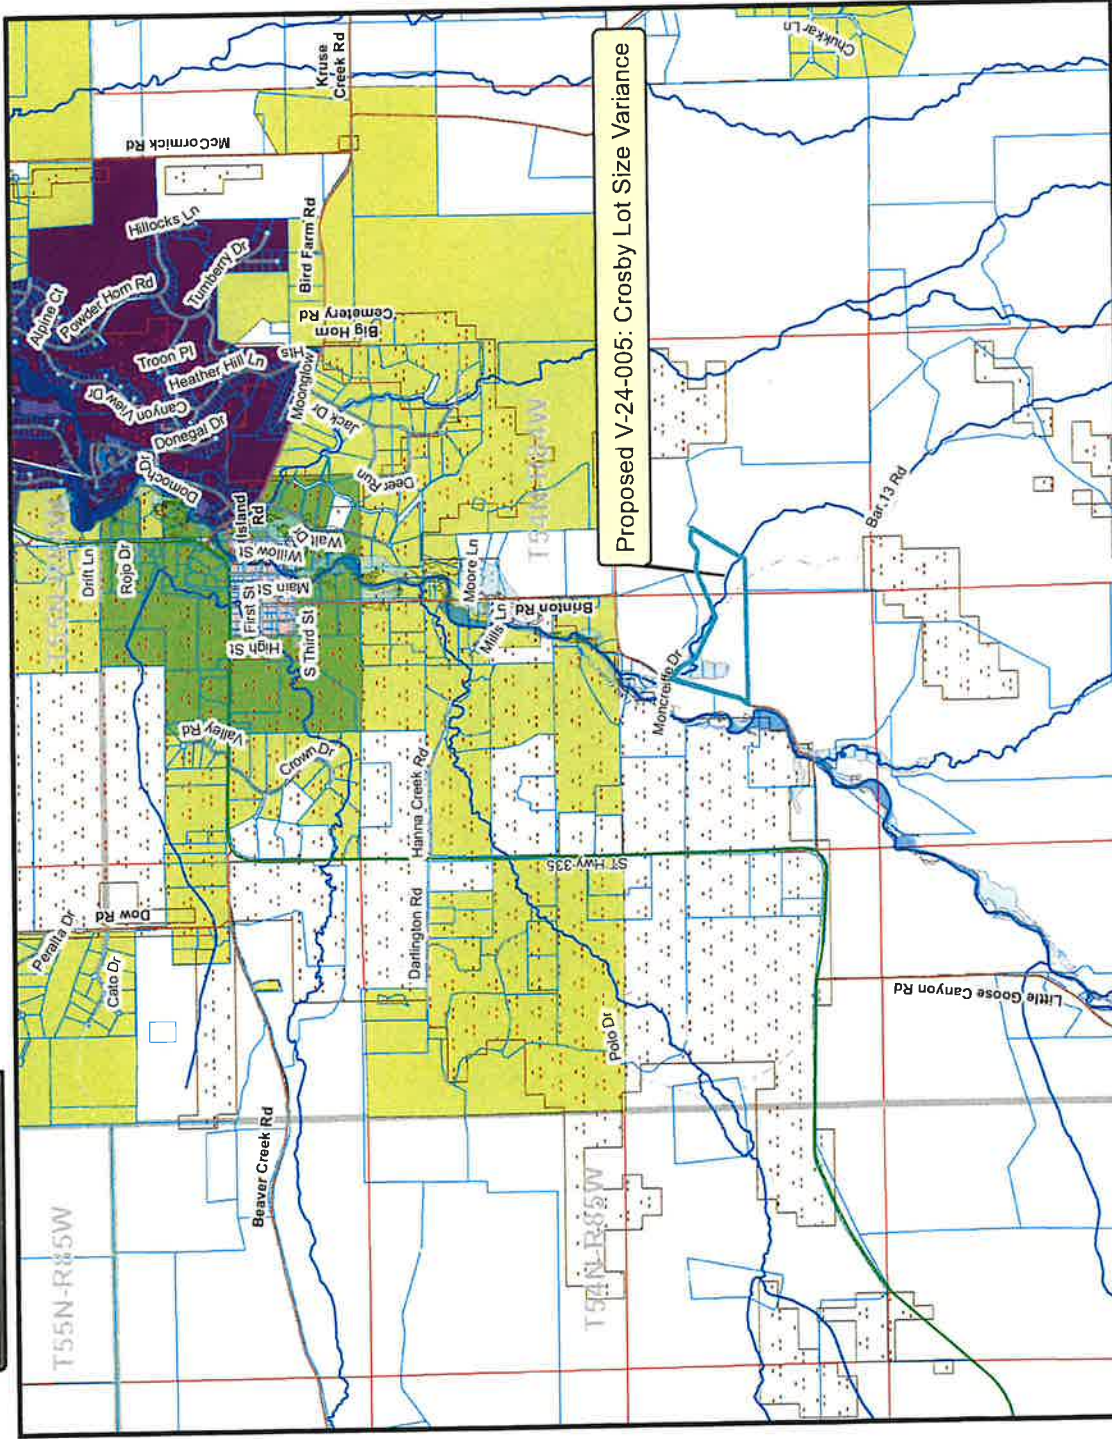 Chukkar Ln
Kruse
Creek Rd
McCormick Rd
Proposed V-24-005: Crosby Lot Size Variance
Hillocks Ln
Turnberry Dr
Bird Farm Rd
Alpine Ct
Powder Horn Rd
Big Horn
Cemetery Rd
Troon Pl
Heather Hill Ln
Moonglow
Hts
Canyon View Dr
Jack Dr
Donegal Dr
Deer Run
T54N-R84W
Dornoch Dr
Island
Rd
Wait Dr
Willow St
Bar 13 Rd
Drift Ln
Rojo Dr
Main St
First St
High St
S Third St
Moore Ln
Mills Ln
Brinton Rd
Moncreiffe Dr
Valley Rd
Crown Dr
Hanna Creek Rd
ST Hwy 335
Dow Rd
Peralta Dr
Cato Dr
Darlington Rd
Little Goose Canyon Rd
Polo Dr
Beaver Creek Rd
T55N-R85W
T54N-R85W